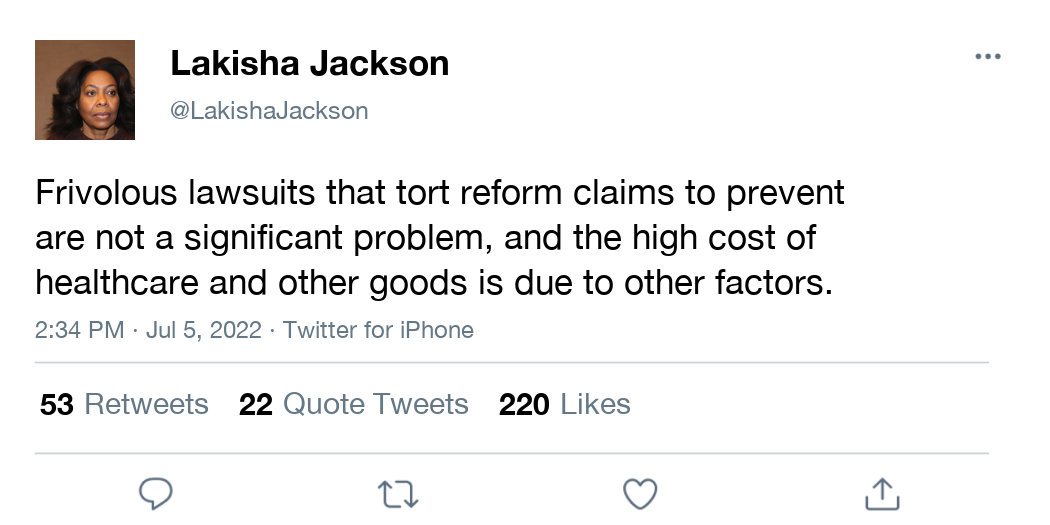 Lakisha Jackson
@LakishaJackson
Frivolous lawsuits that tort reform claims to prevent
are not a significant problem, and the high cost of
healthcare and other goods is due to other factors.
2:34 PM · Jul 5, 2022 · Twitter for iPhone
53 Retweets 22 Quote Tweets 220 Likes